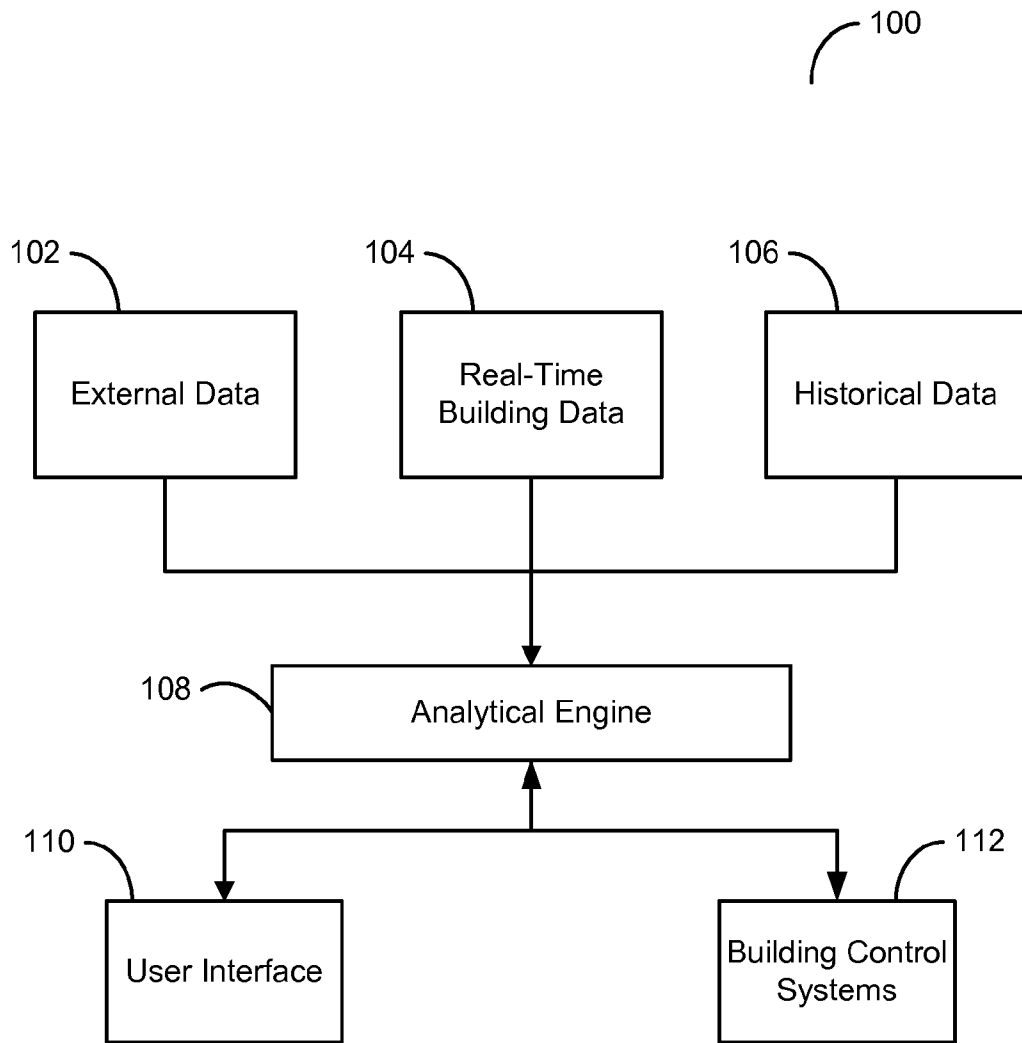 100
102
104
106
External Data
Real-Time
Building Data
Historical Data
108
Analytical Engine
110
112
User Interface
Building Control
Systems